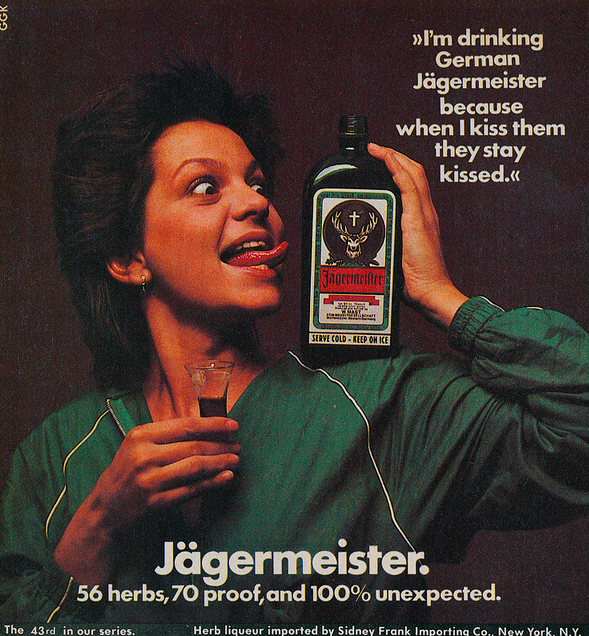 GGK
»I'm drinking
German
Jägermeister
because
when I kiss them
they stay
kissed.«
Jägermeister
W. MAST
SERVE COLD - KEEP ON ICE
Jägermeister.
56 herbs, 70 proof, and 100% unexpected.
The 43rd in our series.
Herb liqueur imported by Sidney Frank Importing Co., New York, N.Y.